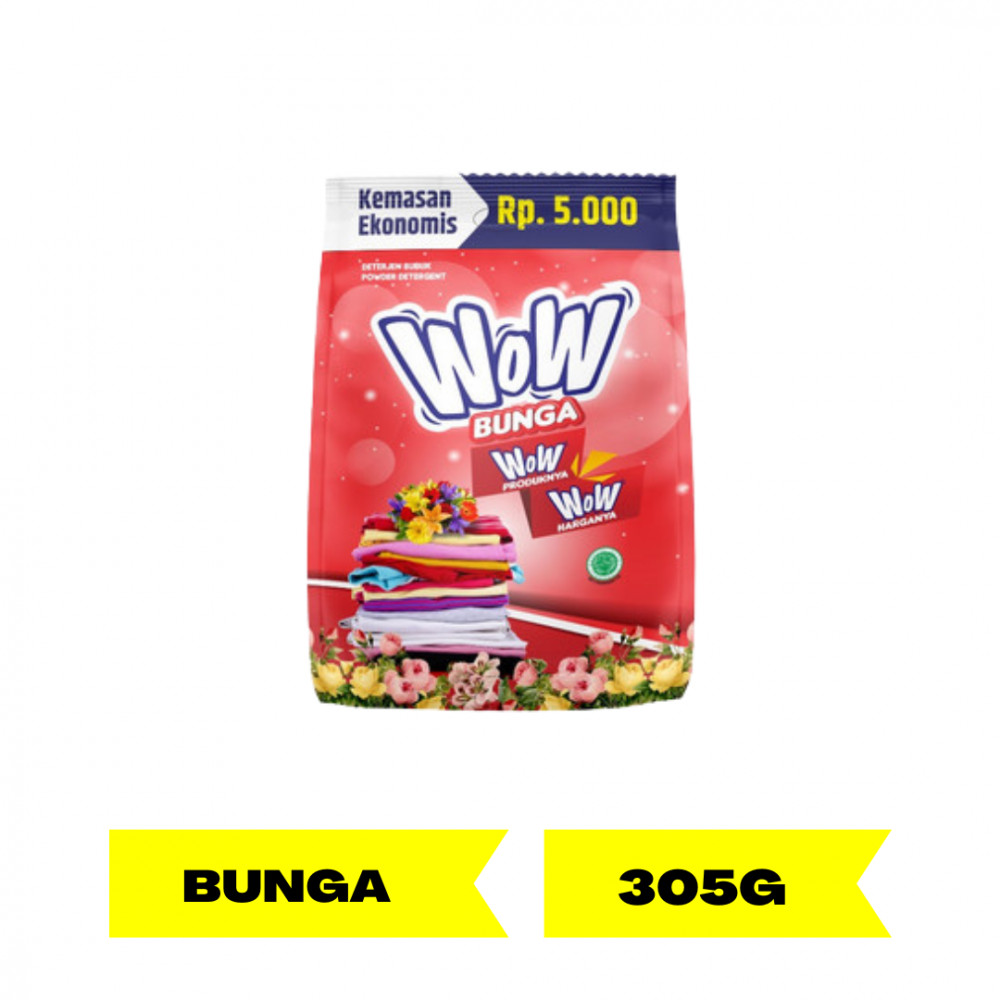 Kemasan
Ekonomis
Rp. 5.000
DETERJEN BUBUK
POWDER DETERGENT
WoW
BUNGA
WoW
PRODUKNYA
WoW
HARGANYA
BUNGA
305G